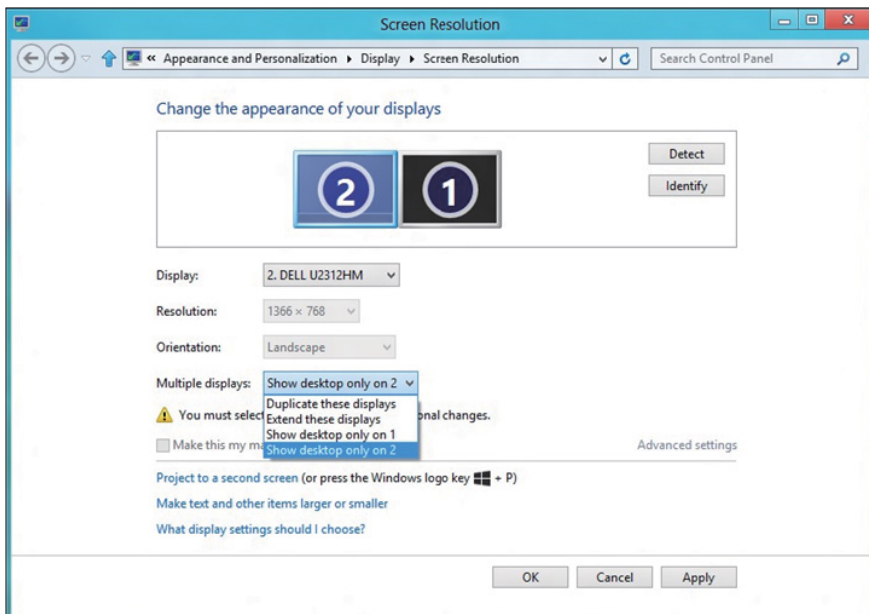 Screen Resolution
« Appearance and Personalization Display Screen Resolution
Search Control Panel
Change the appearance of your displays
2
1
Detect
Identify
Display: 2. DELL U2312HM
Resolution: 1366 × 768
Orientation: Landscape
Multiple displays: Show desktop only on 2
Duplicate these displays
You must selec onal changes.
Extend these displays
Show desktop only on 1
Make this my ma
Show desktop only on 2
Advanced settings
Project to a second screen (or press the Windows logo key + P)
Make text and other items larger or smaller
What display settings should I choose?
OK Cancel Apply